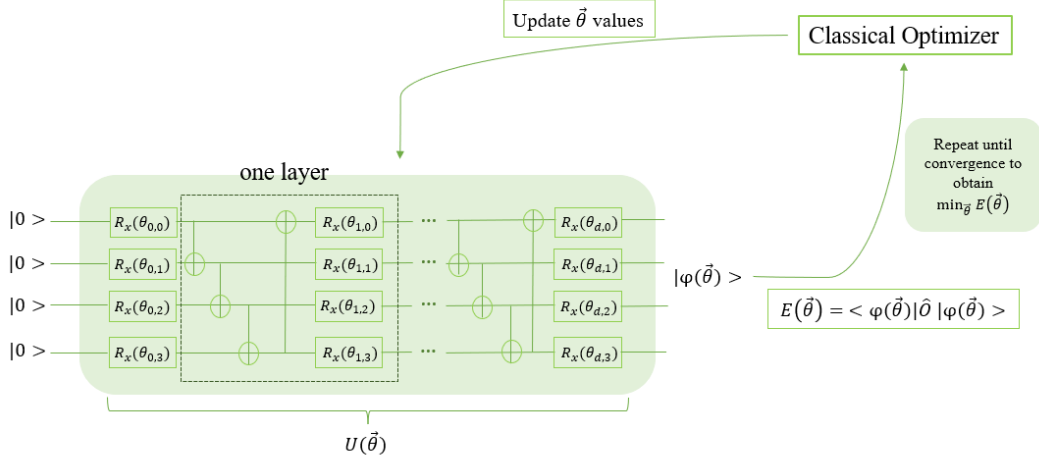 Update θ⃗ values
Classical Optimizer
Repeat until
convergence to
obtain
min_θ⃗ E(θ⃗)
one layer
|0 > R_x(θ_0,0) R_x(θ_1,0) ... R_x(θ_d,0)
|0 > R_x(θ_0,1) R_x(θ_1,1) ... R_x(θ_d,1)
|0 > R_x(θ_0,2) R_x(θ_1,2) ... R_x(θ_d,2)
|0 > R_x(θ_0,3) R_x(θ_1,3) ... R_x(θ_d,3)
|φ(θ⃗) >
E(θ⃗) = < φ(θ⃗)|Ô |φ(θ⃗) >
U(θ⃗)